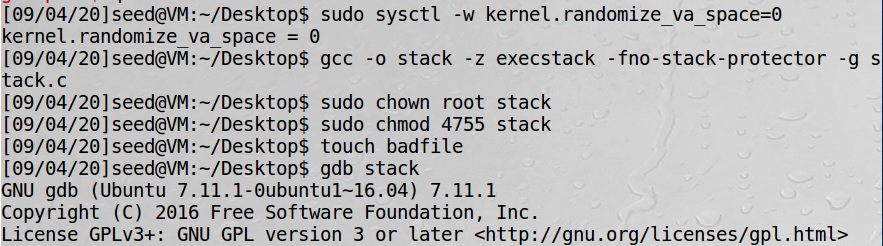 [09/04/20]seed@VM:~/Desktop$ sudo sysctl -w kernel.randomize_va_space=0
kernel.randomize_va_space = 0
[09/04/20]seed@VM:~/Desktop$ gcc -o stack -z execstack -fno-stack-protector -g s
tack.c
[09/04/20]seed@VM:~/Desktop$ sudo chown root stack
[09/04/20]seed@VM:~/Desktop$ sudo chmod 4755 stack
[09/04/20]seed@VM:~/Desktop$ touch badfile
[09/04/20]seed@VM:~/Desktop$ gdb stack
GNU gdb (Ubuntu 7.11.1-0ubuntu1~16.04) 7.11.1
Copyright (C) 2016 Free Software Foundation, Inc.
License GPLv3+: GNU GPL version 3 or later <http://gnu.org/licenses/gpl.html>